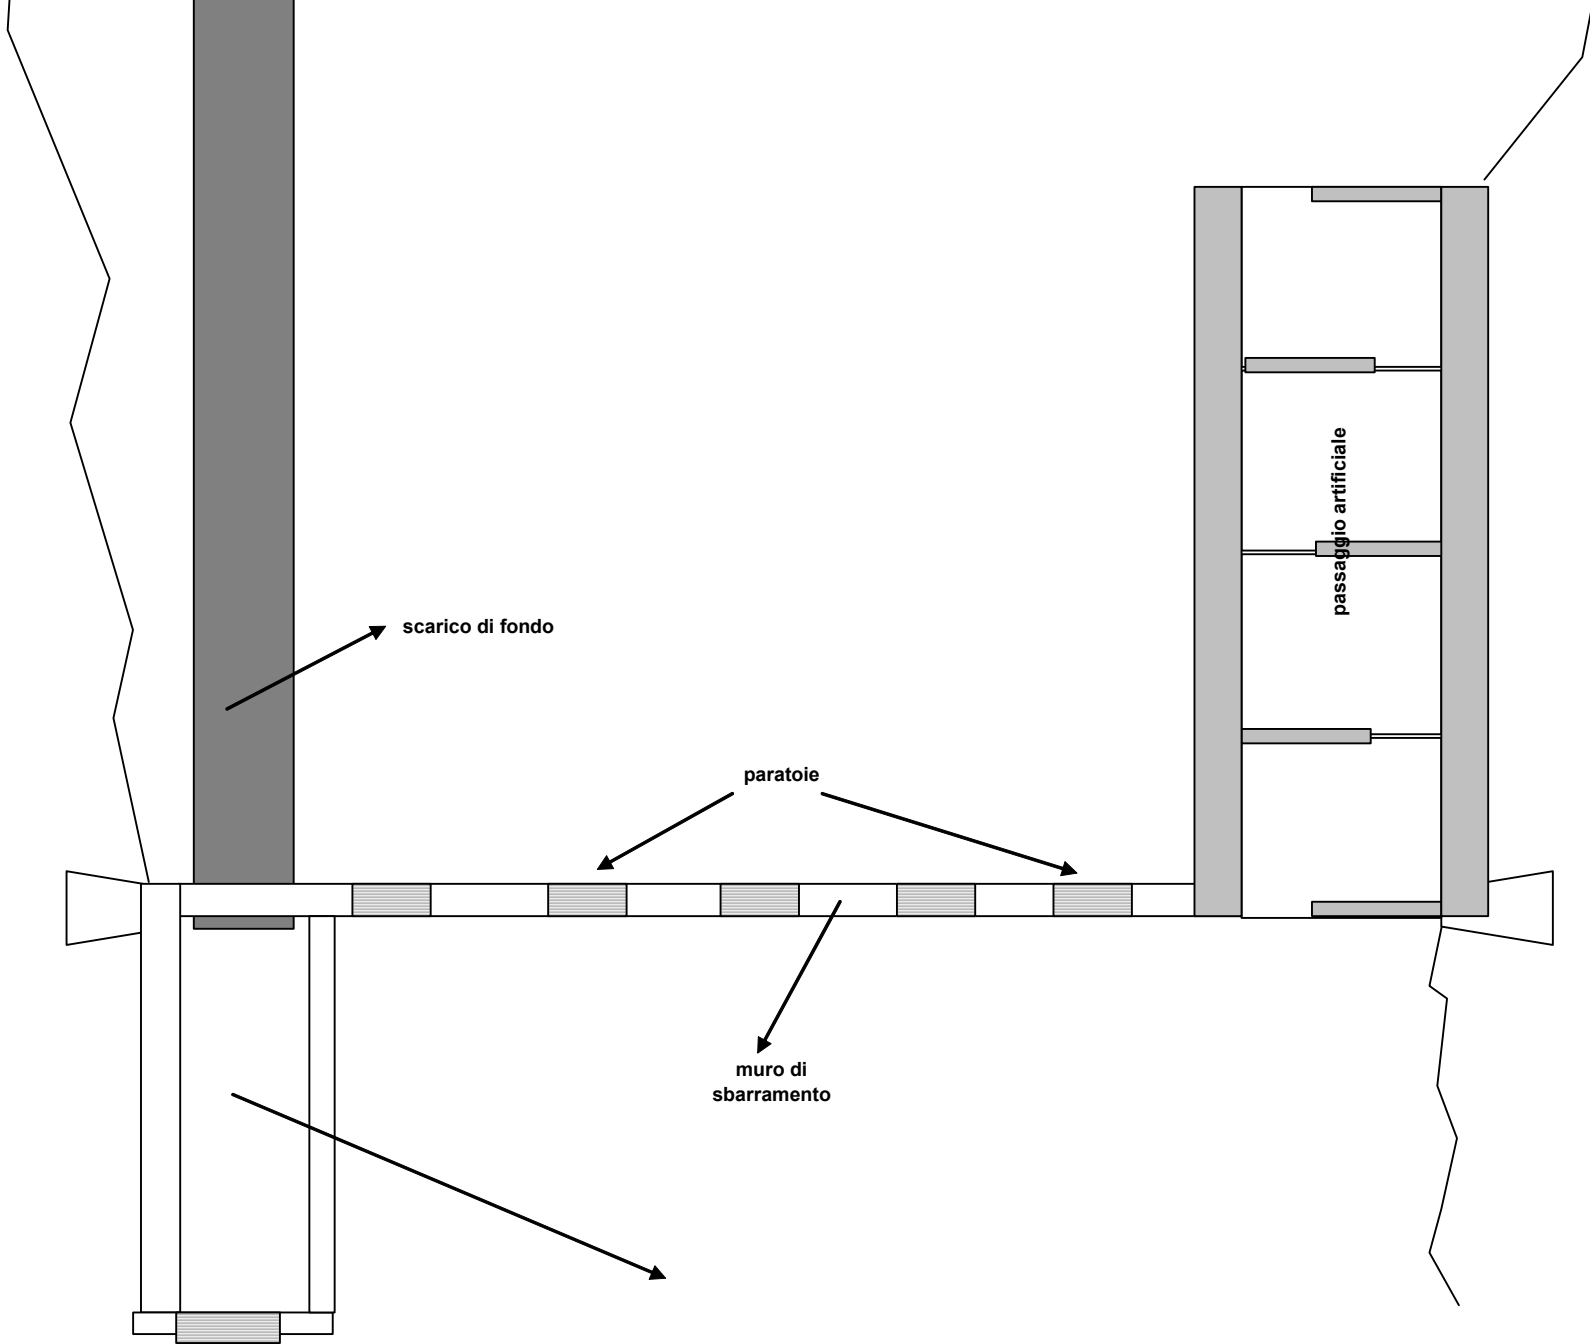 passaggio artificiale
scarico di fondo
paratoie
muro di
sbarramento